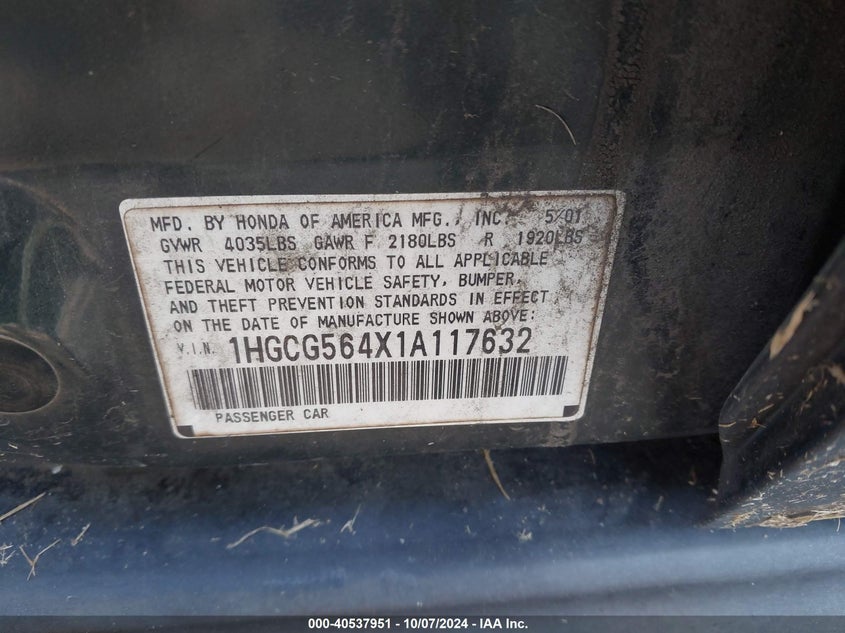 MFD. BY HONDA OF AMERICA MFG., INC. 5/01
GVWR 4035LBS GAWR F 2180LBS R 1920LBS
THIS VEHICLE CONFORMS TO ALL APPLICABLE
FEDERAL MOTOR VEHICLE SAFETY, BUMPER,
AND THEFT PREVENTION STANDARDS IN EFFECT
ON THE DATE OF MANUFACTURE SHOWN ABOVE:
V.I.N. 1HGCG564X1A117632
PASSENGER CAR
000-40537951 - 10/07/2024 - IAA Inc.